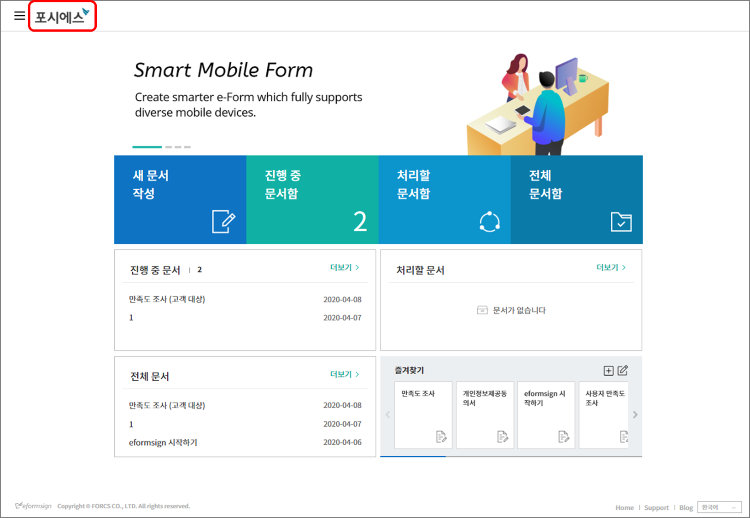 포시에스
Smart Mobile Form
Create smarter e-Form which fully supports
diverse mobile devices.
새 문서
작성
진행 중
문서함
2
처리할
문서함
전체
문서함
진행 중 문서 | 2
더보기 >
만족도 조사 (고객 대상) 2020-04-08
1 2020-04-07
처리할 문서
더보기 >
문서가 없습니다
전체 문서
더보기 >
만족도 조사 (고객 대상) 2020-04-08
1 2020-04-07
eformsign 시작하기 2020-04-06
즐겨찾기
만족도 조사
개인정보제공동
의서
eformsign 시
작하기
사용자 만족도
조사
eformsign Copyright © FORCS CO., LTD. All rights reserved.
Home | Support | Blog
한국어